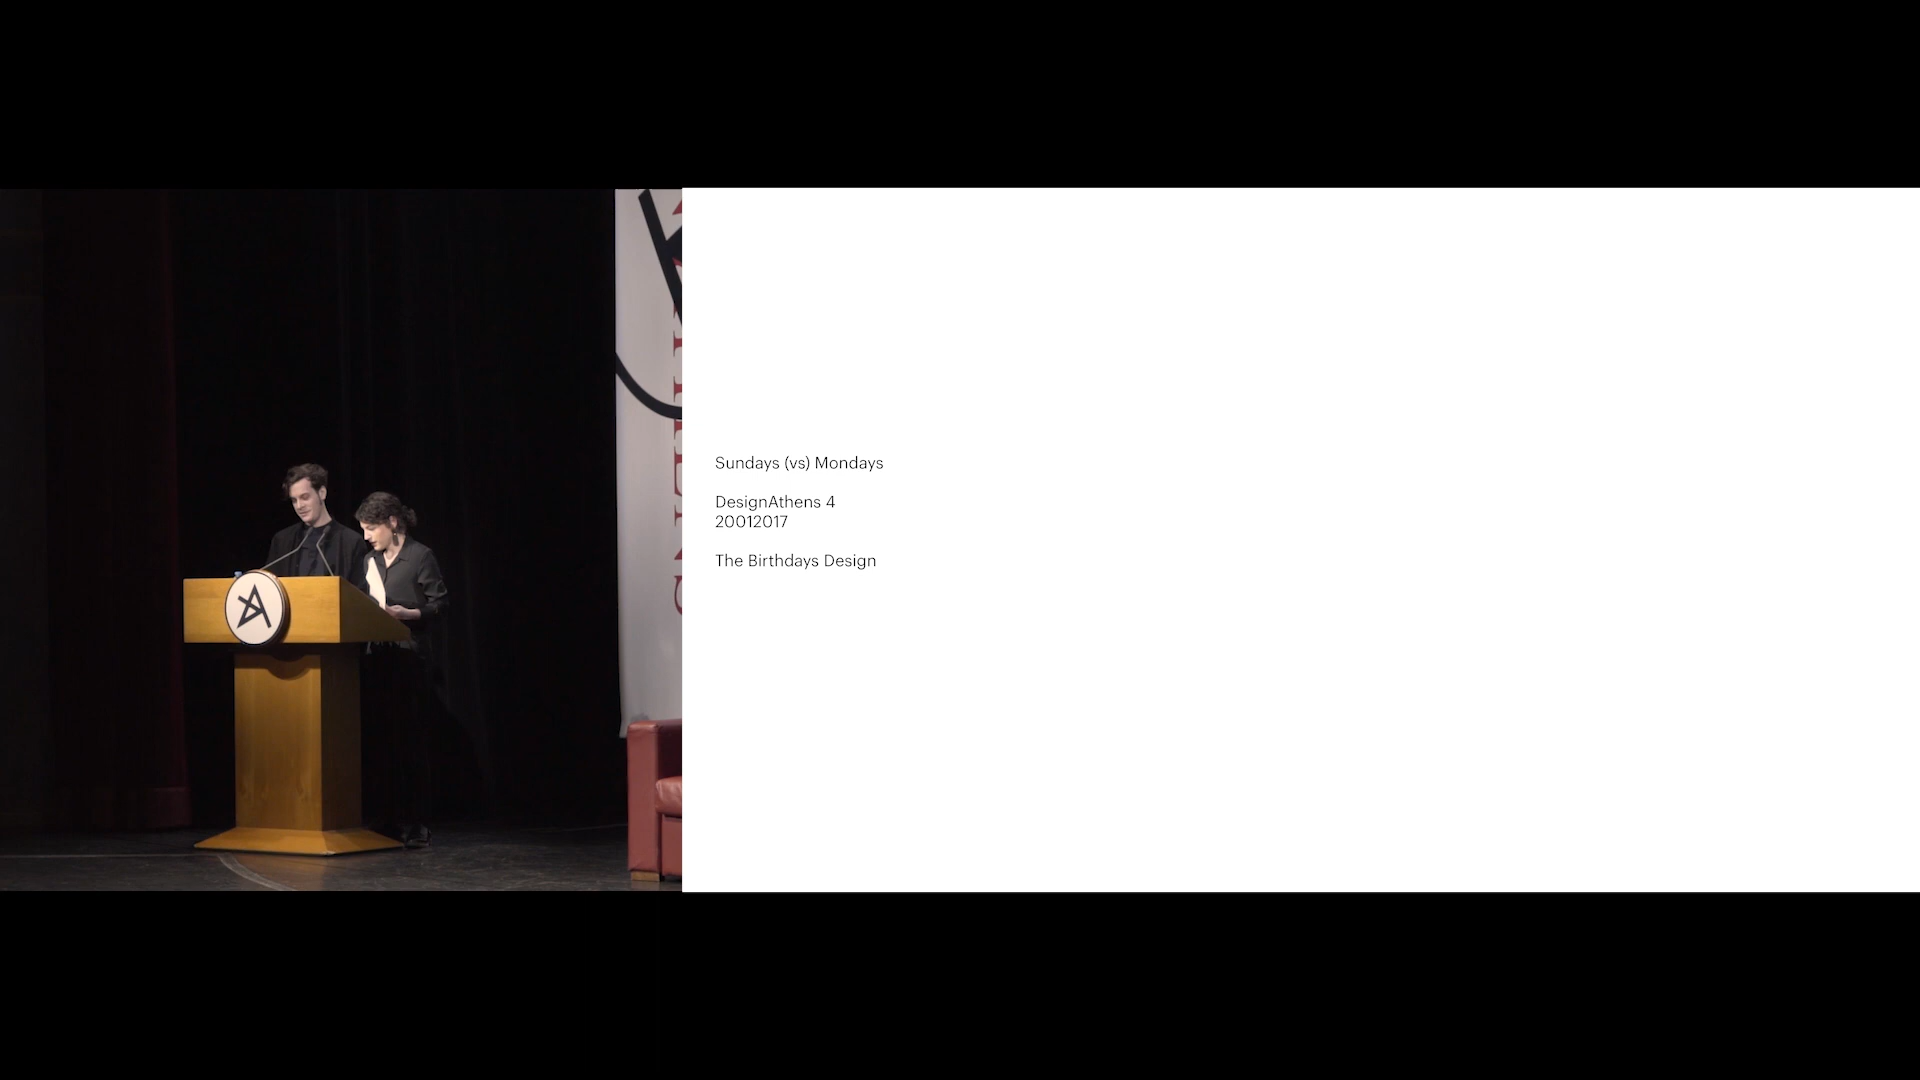 Sundays (vs) Mondays
DesignAthens 4
20012017
The Birthdays Design